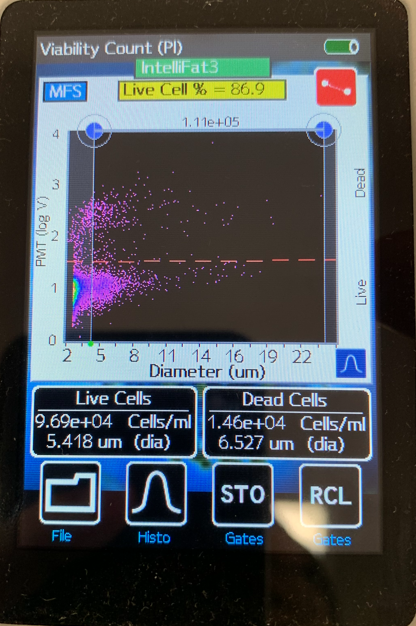 Viability Count (PI)
IntelliFat3
MFS
Live Cell % = 86.9
1.11e+05
4
3
2
1
0
PMT (log V)
Dead
Live
2 5 8 11 14 16 19 22
Diameter (um)
Live Cells
9.69e+04 Cells/ml
5.418 um (dia)
Dead Cells
1.46e+04 Cells/ml
6.527 um (dia)
STO
RCL
File
Histo
Gates
Gates